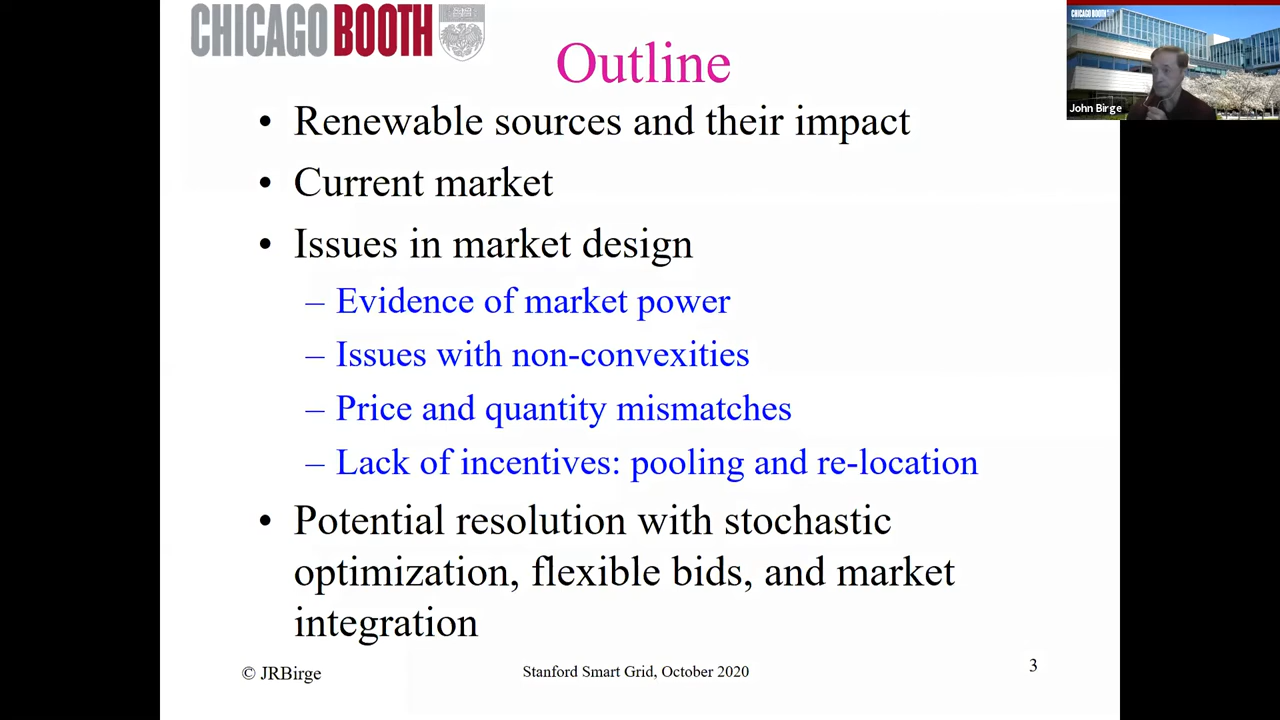 CHICAGO BOOTH
Outline
• Renewable sources and their impact
• Current market
• Issues in market design
– Evidence of market power
– Issues with non-convexities
– Price and quantity mismatches
– Lack of incentives: pooling and re-location
• Potential resolution with stochastic
optimization, flexible bids, and market
integration
© JRBirge
Stanford Smart Grid, October 2020
3
CHICAGO BOOTH
John Birge